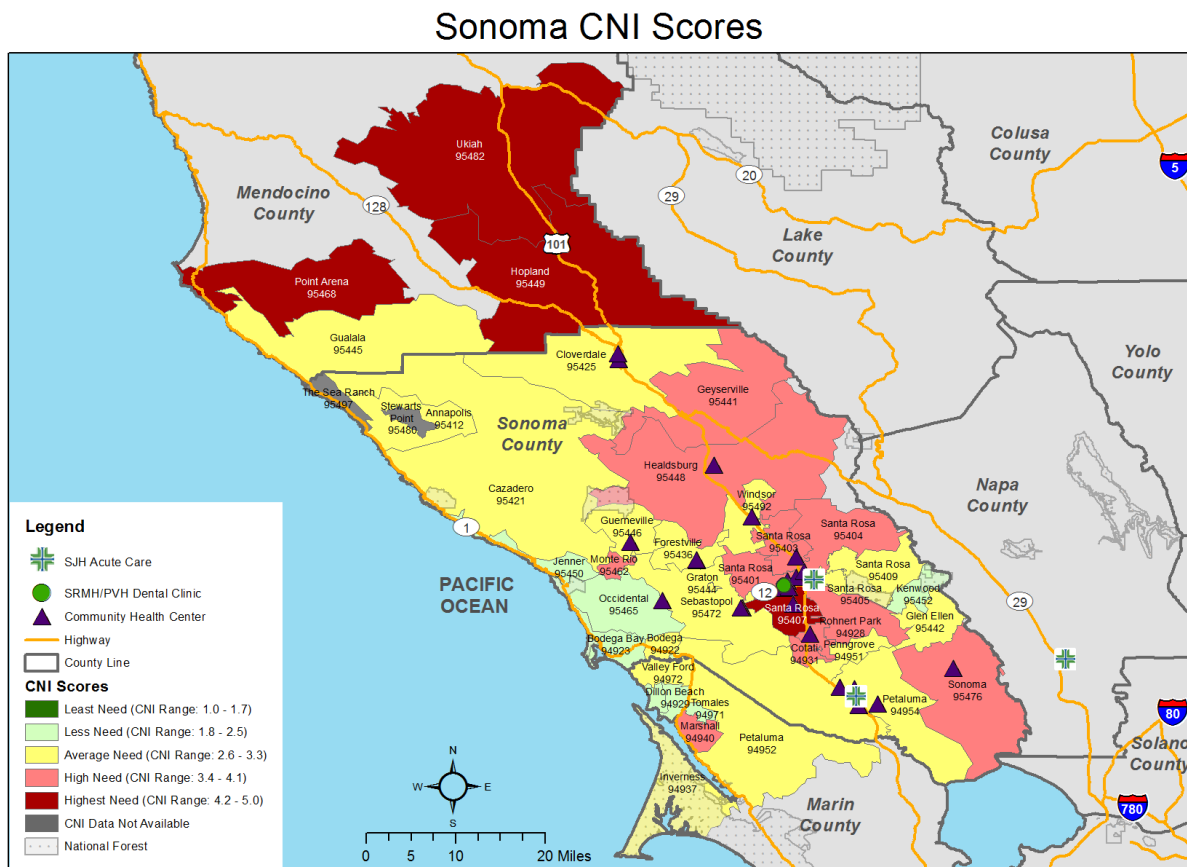 Sonoma CNI Scores
Ukiah
95482
Colusa
County
5
Mendocino
County
128
20
29
Lake
County
101
Hopland
95449
Point Arena
95468
Gualala
95445
Cloverdale
95425
Yolo
County
Geyserville
95441
The Sea Ranch
95497
Stewarts
Point
95480
Annapolis
95412
Sonoma
County
Healdsburg
95448
Napa
County
Cazadero
95421
Windsor
95492
1
Guerneville
95446
Forestville
95436
Santa Rosa
95403
Santa Rosa
95404
Jenner
95450
Monte Rio
95462
Graton
95444
Santa Rosa
95401
Santa Rosa
95409
Santa Rosa
95405
Kenwood
95452
12
PACIFIC
OCEAN
Occidental
95465
Sebastopol
95472
Santa Rosa
95407
Rohnert Park
94928
Glen Ellen
95442
29
Bodega Bay
94923
Bodega
94922
Cotati
94931
Penngrove
94951
Valley Ford
94972
Dillon Beach
94929
Tomales
94971
Petaluma
94954
Sonoma
95476
Marshall
94940
Petaluma
94952
80
Solano
County
Inverness
94937
Marin
County
780
Legend
SJH Acute Care
SRMH/PVH Dental Clinic
Community Health Center
Highway
County Line
CNI Scores
Least Need (CNI Range: 1.0 - 1.7)
Less Need (CNI Range: 1.8 - 2.5)
Average Need (CNI Range: 2.6 - 3.3)
High Need (CNI Range: 3.4 - 4.1)
Highest Need (CNI Range: 4.2 - 5.0)
CNI Data Not Available
National Forest
N
W
E
S
0 5 10 20 Miles